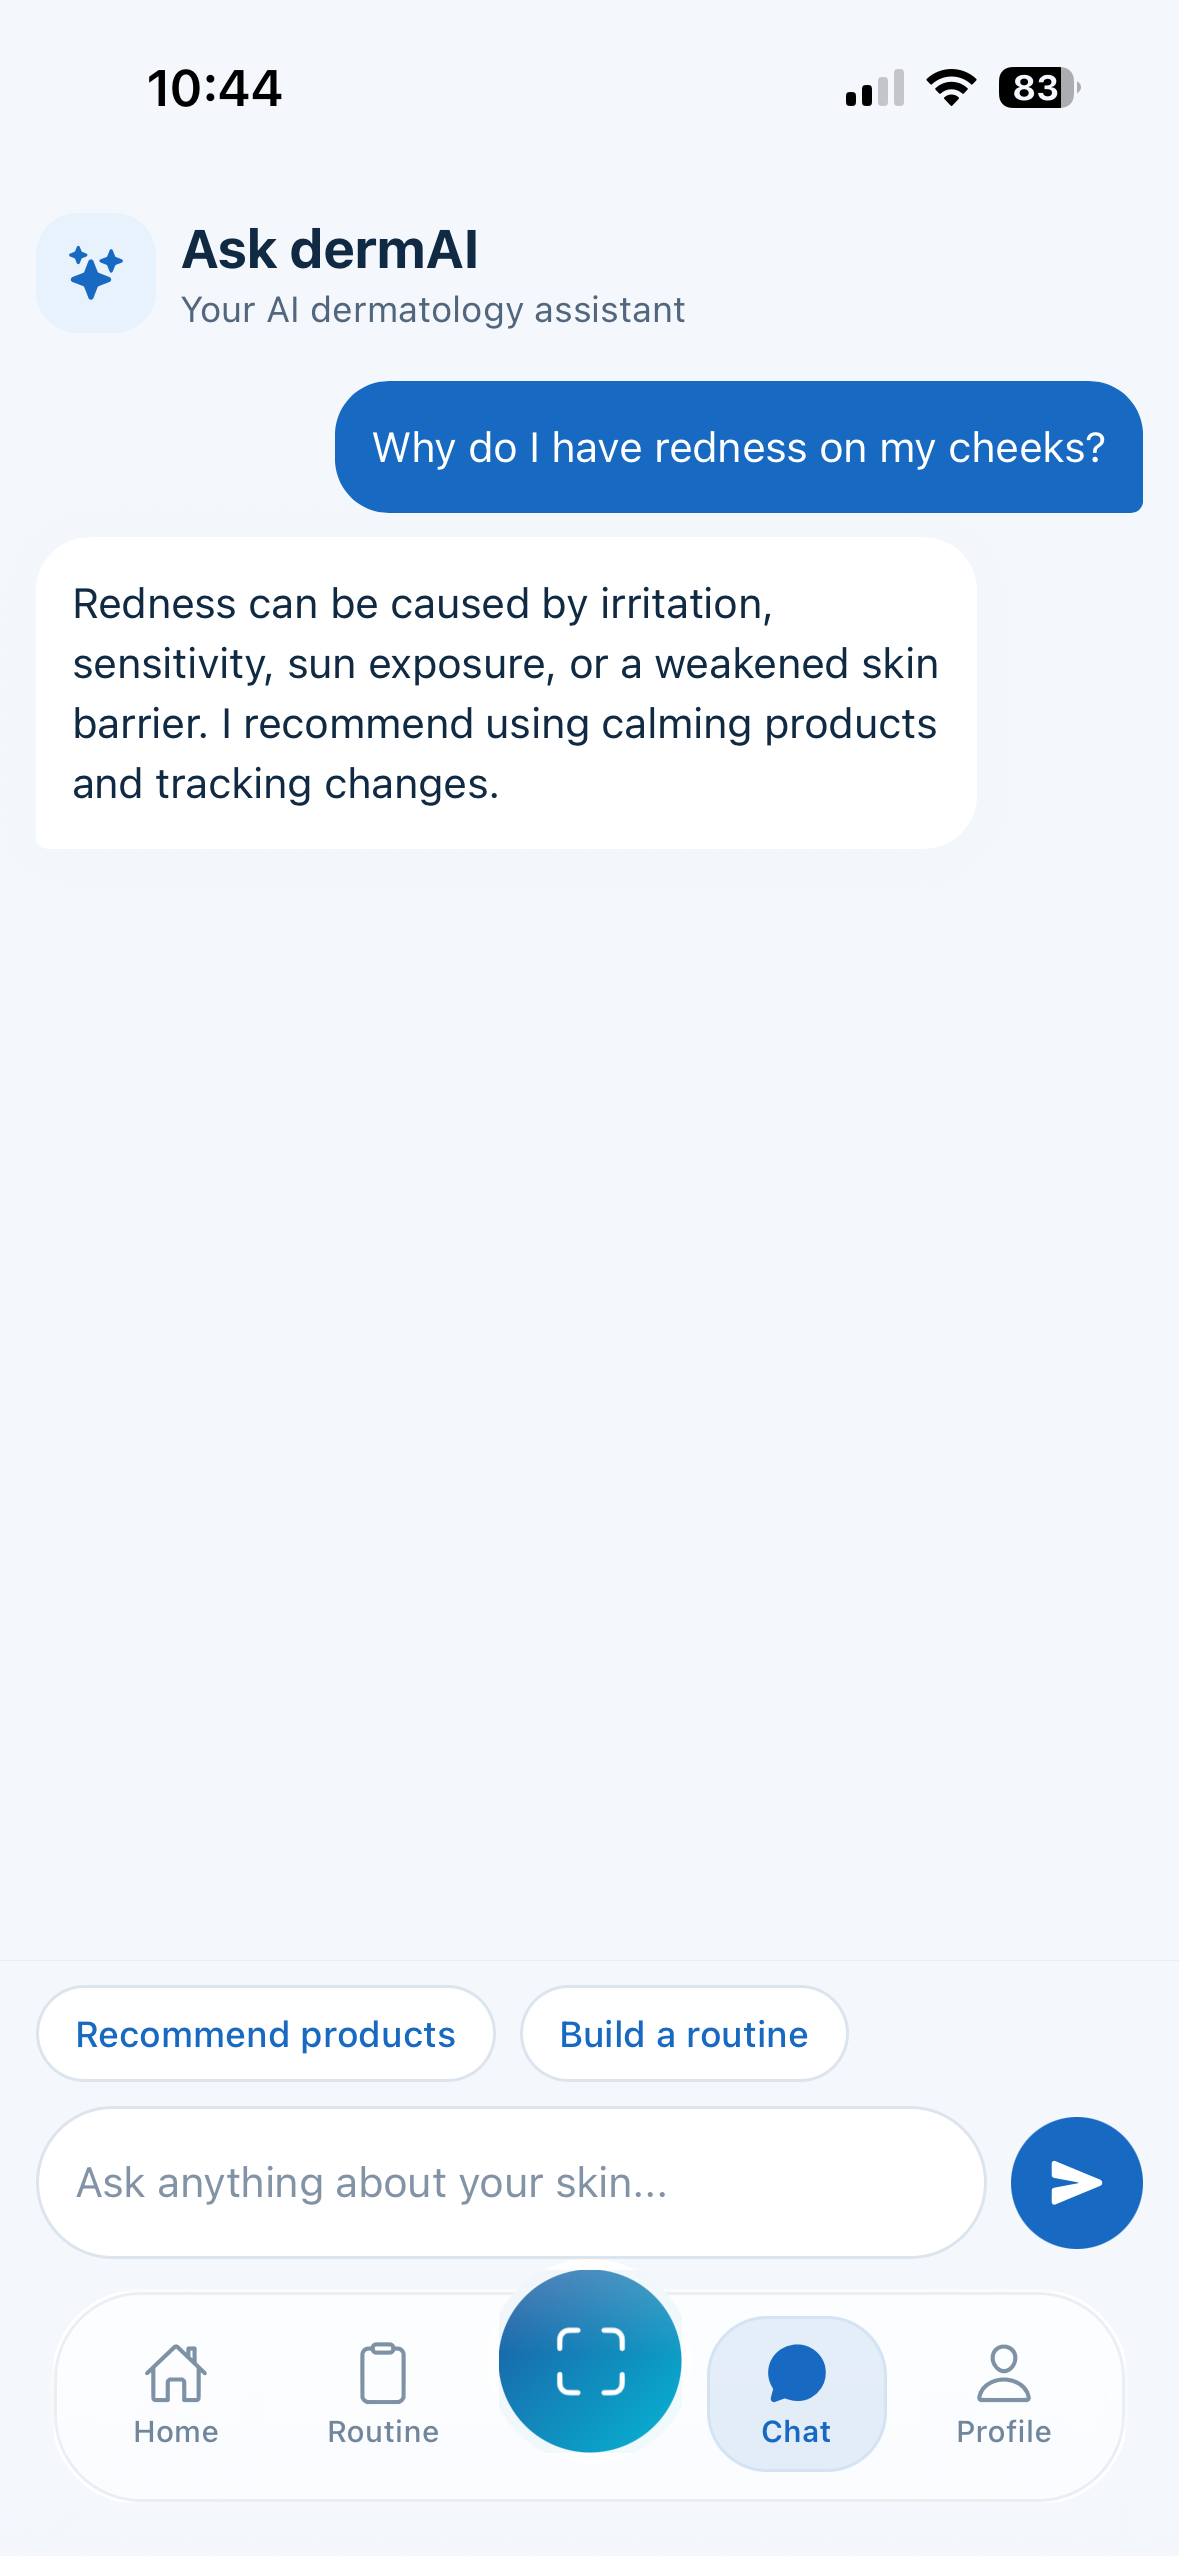 10:44
83
Ask dermAI
Your AI dermatology assistant
Why do I have redness on my cheeks?
Redness can be caused by irritation,
sensitivity, sun exposure, or a weakened skin
barrier. I recommend using calming products
and tracking changes.
Recommend products
Build a routine
Ask anything about your skin...
Home
Routine
Chat
Profile